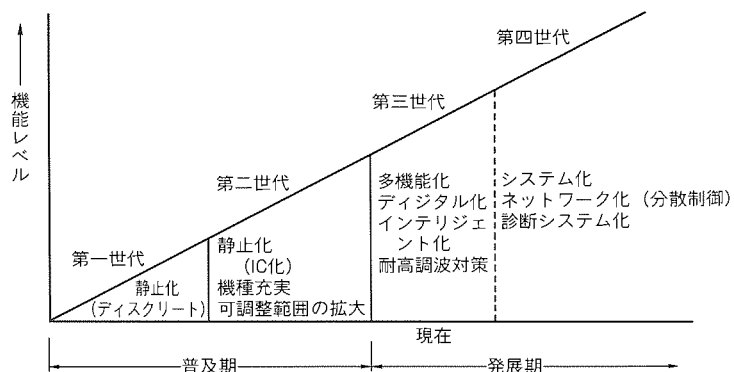 機能レベル
第四世代
第三世代
第二世代
第一世代
静止化
(ディスクリート)
静止化
(IC化)
機種充実
可調整範囲の拡大
多機能化
ディジタル化
インテリジェ
ント化
耐高調波対策
システム化
ネットワーク化(分散制御)
診断システム化
現在
普及期
発展期